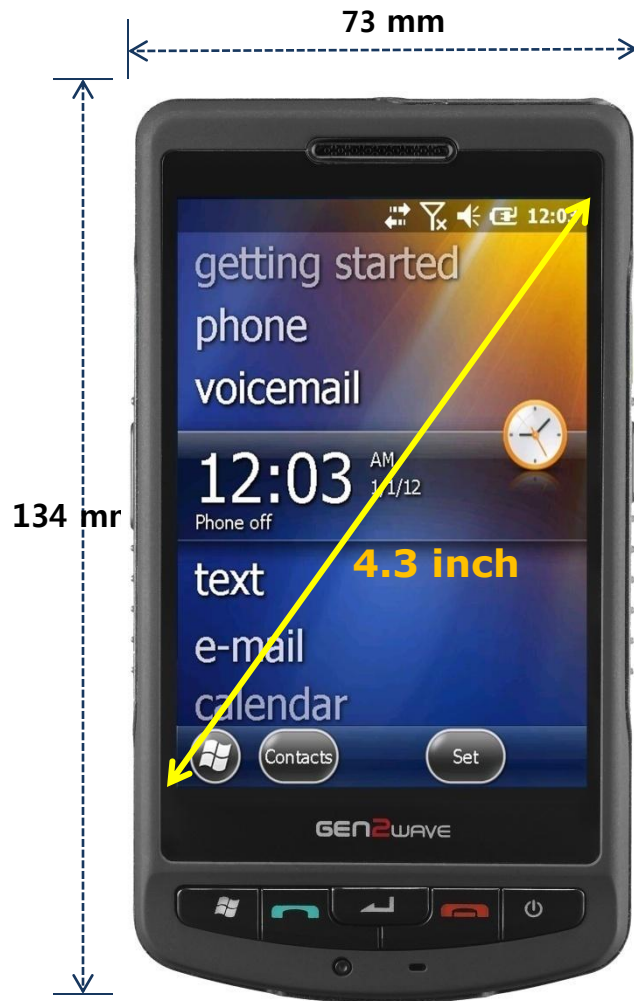 73 mm
12:03
getting started
phone
voicemail
12:03 AM
1/1/12
Phone off
134 mm
4.3 inch
text
e-mail
calendar
Contacts
Set
GEN2WAVE